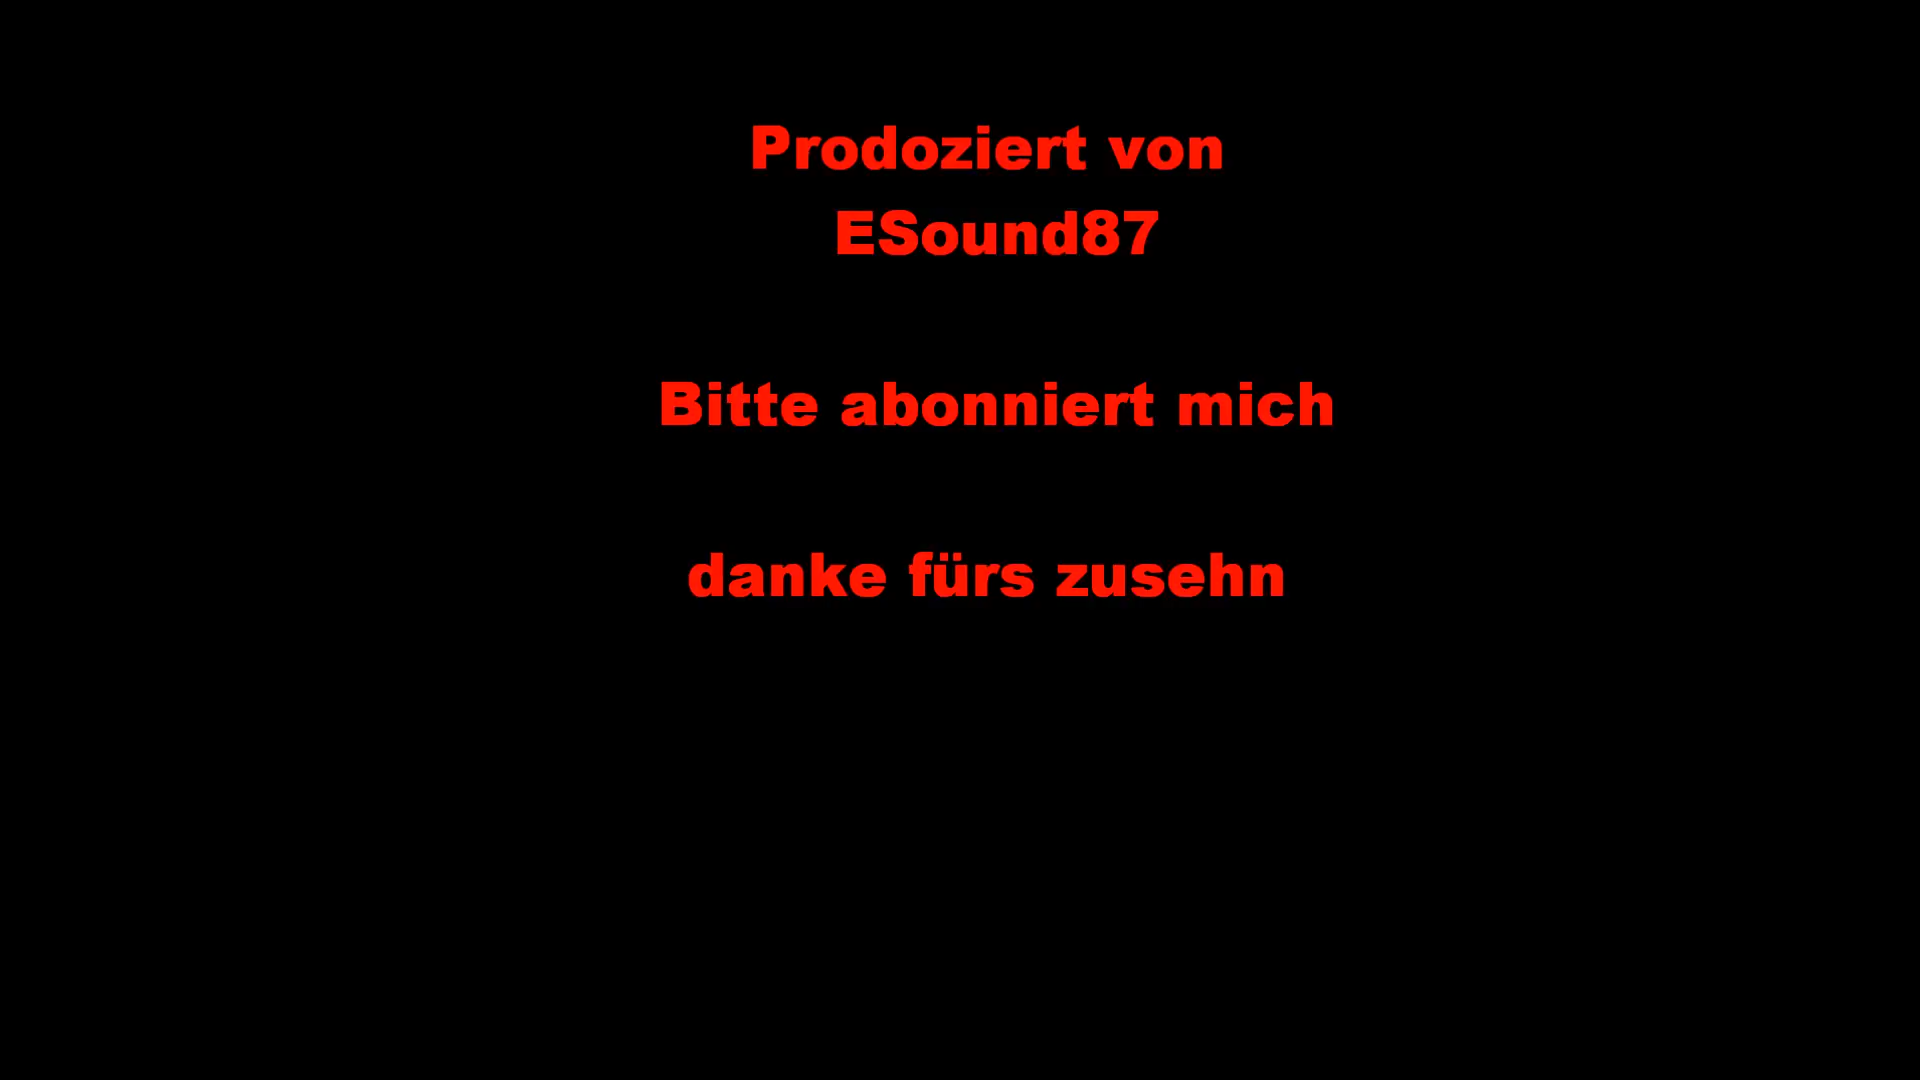 Prodoziert von
ESound87
Bitte abonniert mich
danke fürs zusehn